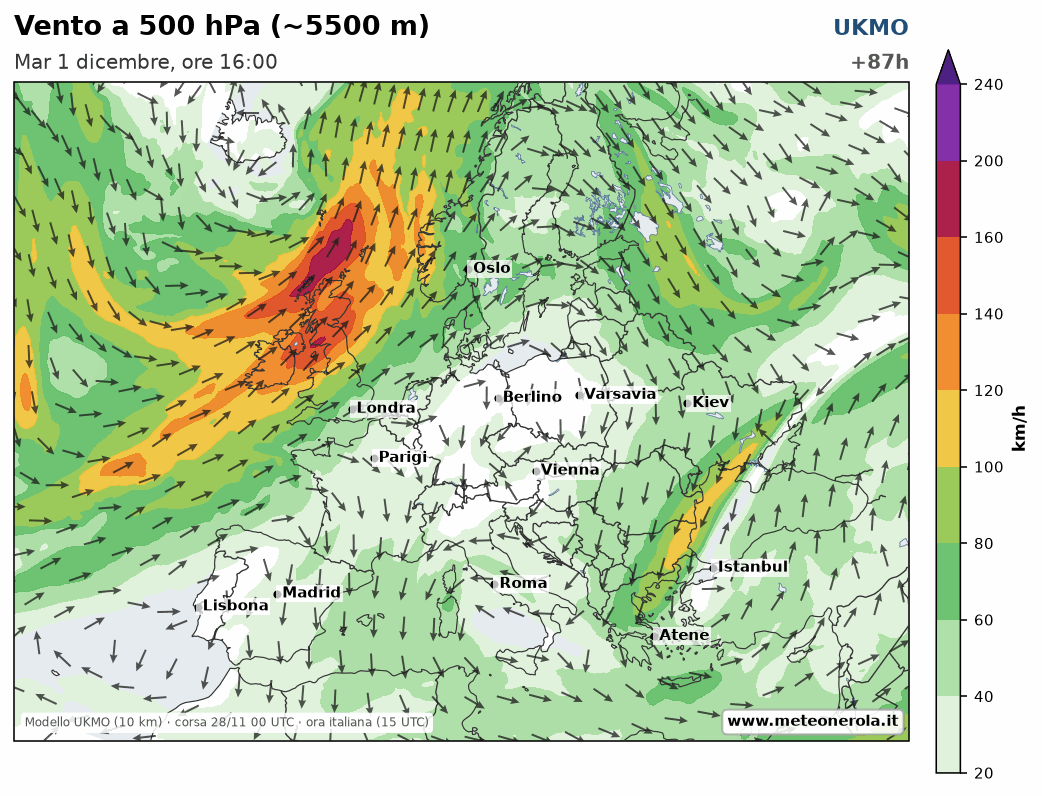 Vento a 500 hPa (~5500 m)
UKMO
Mar 1 dicembre, ore 16:00
+87h
240
200
160
140
120
100
80
60
40
20
km/h
Oslo
Londra
Berlino
Varsavia
Kiev
Parigi
Vienna
Istanbul
Roma
Madrid
Lisbona
Atene
Modello UKMO (10 km) · corsa 28/11 00 UTC · ora italiana (15 UTC)
www.meteonerola.it